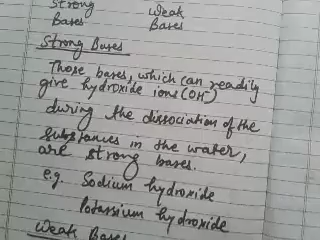 Strong Weak
Bases Bases
Strong Bases
Those bases, which can readily
give hydroxide ions (OH⁻)
during the dissociation of the
substances in the water,
are strong bases.
e.g. Sodium hydroxide
Potassium hydroxide
Weak Bases